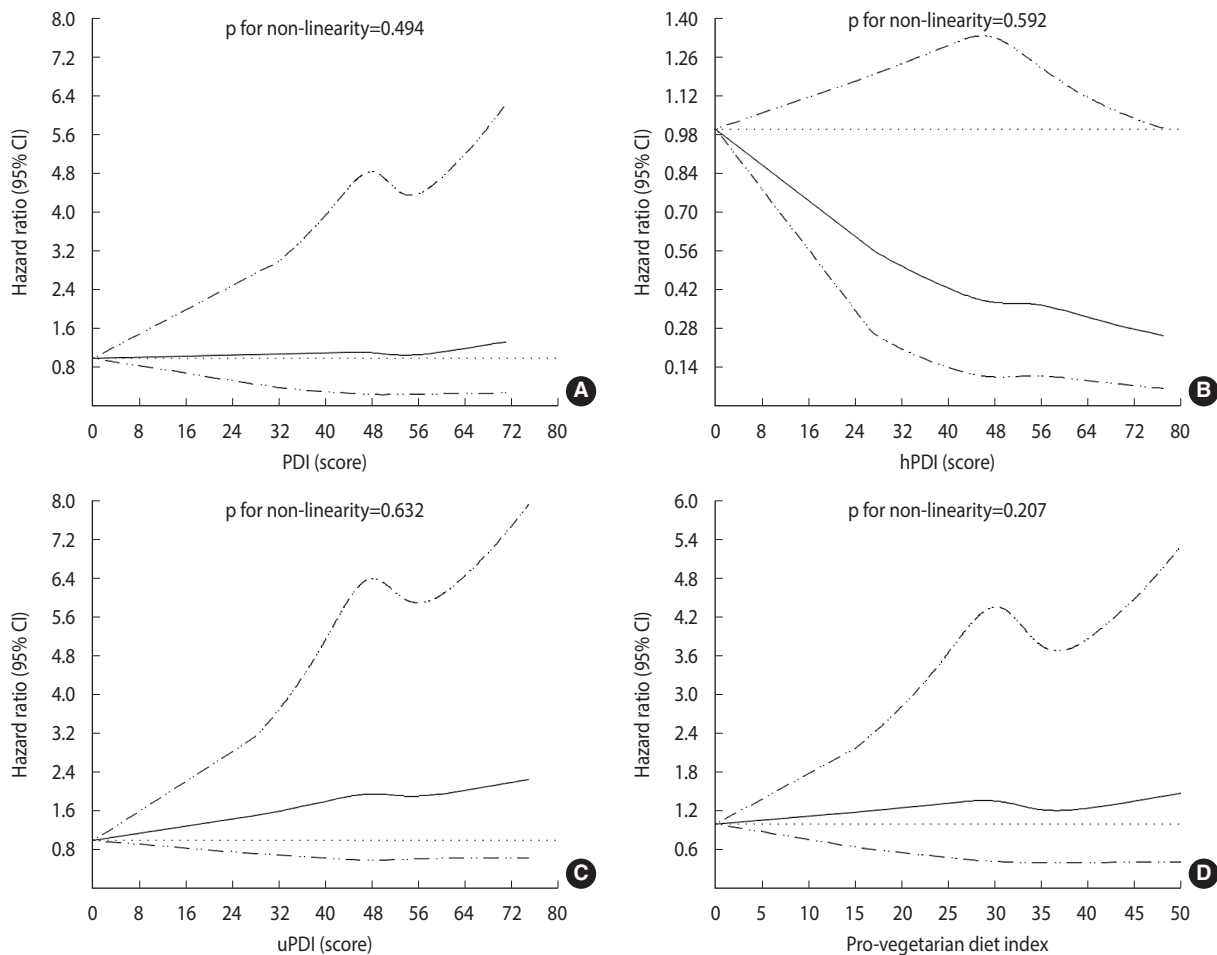 8.0
7.2
6.4
5.6
4.8
4.0
3.2
2.4
1.6
0.8
Hazard ratio (95% CI)
p for non-linearity=0.494
0 8 16 24 32 40 48 56 64 72 80
PDI (score)
A
1.40
1.26
1.12
0.98
0.84
0.70
0.56
0.42
0.28
0.14
Hazard ratio (95% CI)
p for non-linearity=0.592
0 8 16 24 32 40 48 56 64 72 80
hPDI (score)
B
8.0
7.2
6.4
5.6
4.8
4.0
3.2
2.4
1.6
0.8
Hazard ratio (95% CI)
p for non-linearity=0.632
0 8 16 24 32 40 48 56 64 72 80
uPDI (score)
C
6.0
5.4
4.8
4.2
3.6
3.0
2.4
1.8
1.2
0.6
Hazard ratio (95% CI)
p for non-linearity=0.207
0 5 10 15 20 25 30 35 40 45 50
Pro-vegetarian diet index
D